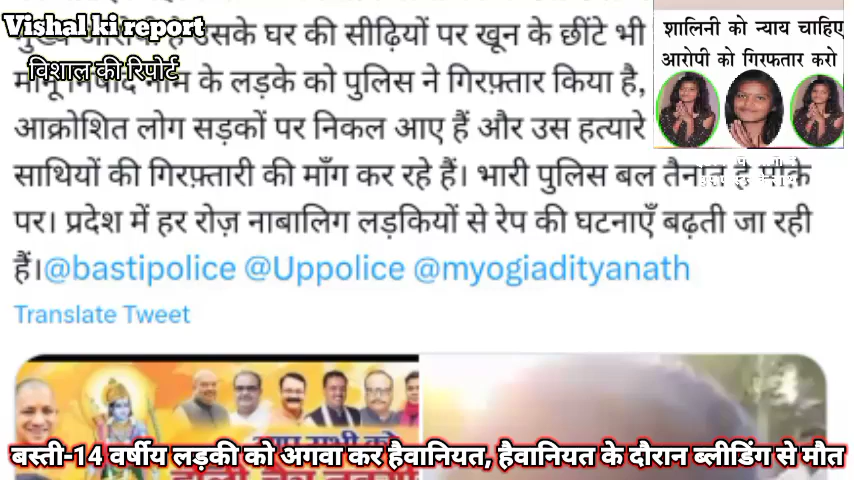 Vishal ki report
विशाल की रिपोर्ट
उसके घर की सीढ़ियों पर खून के छींटे भी
नाम के लड़के को पुलिस ने गिरफ़्तार किया है,
आक्रोशित लोग सड़कों पर निकल आए हैं और उस हत्यारे
साथियों की गिरफ़्तारी की माँग कर रहे हैं। भारी पुलिस बल
पर। प्रदेश में हर रोज़ नाबालिग लड़कियों से रेप की घटनाएँ बढ़ती जा रही
हैं।@bastipolice @Uppolice @myogiadityanath
Translate Tweet
शालिनी को न्याय चाहिए
आरोपी को गिरफतार करो
बस्ती-14 वर्षीय लड़की को अगवा कर हैवानियत, हैवानियत के दौरान ब्लीडिंग से मौत